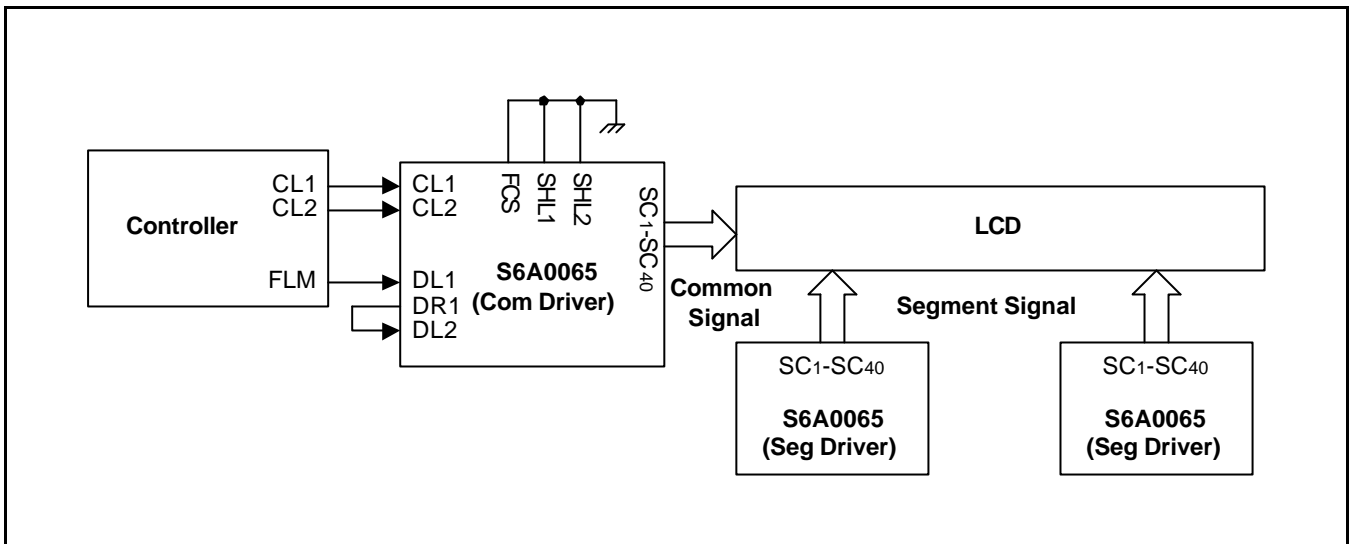 Controller
CL1
CL2
FLM
CL1
CL2
DL1
DR1
DL2
FCS
SHL1
SHL2
SC1-SC40
S6A0065
(Com Driver)
Common
Signal
LCD
Segment Signal
SC1-SC40
S6A0065
(Seg Driver)
SC1-SC40
S6A0065
(Seg Driver)